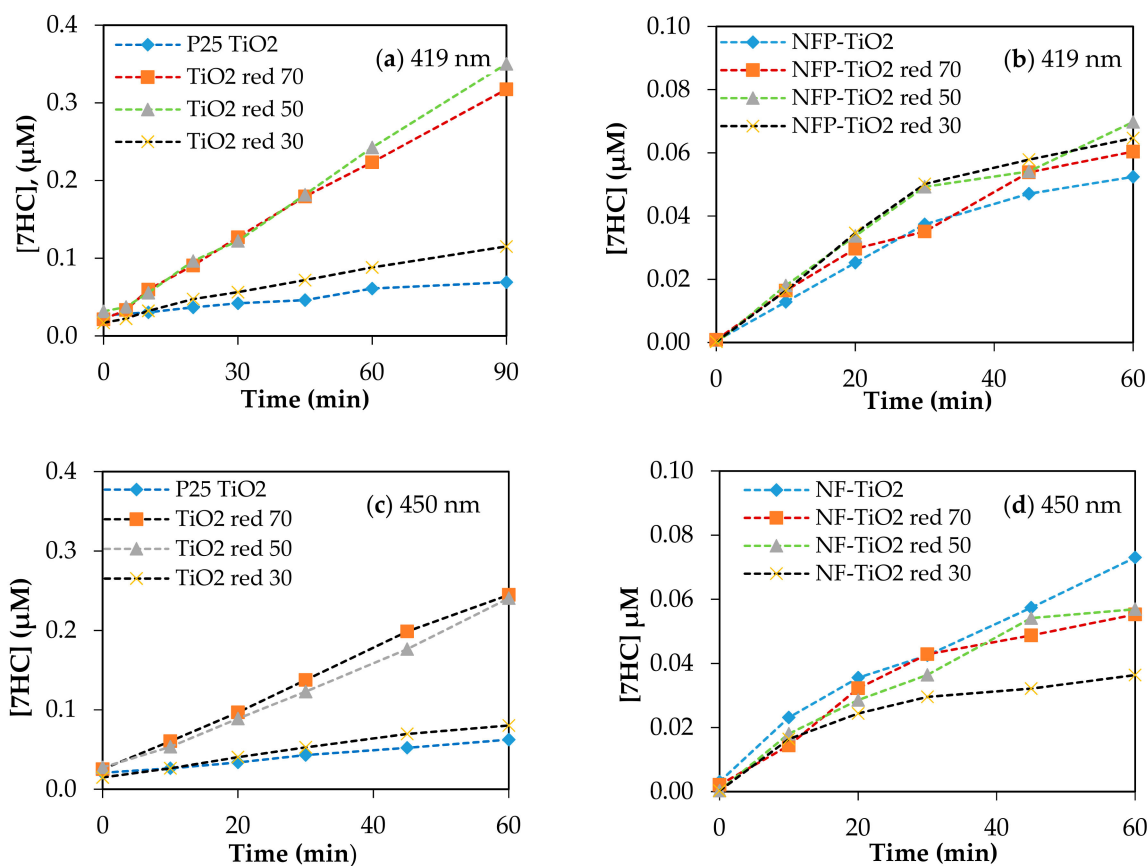 (a) 419 nm
P25 TiO2
TiO2 red 70
TiO2 red 50
TiO2 red 30
[7HC], (µM)
0.4
0.3
0.2
0.1
0.0
0 30 60 90
Time (min)
(b) 419 nm
NFP-TiO2
NFP-TiO2 red 70
NFP-TiO2 red 50
NFP-TiO2 red 30
[7HC] (µM)
0.10
0.08
0.06
0.04
0.02
0.00
0 20 40 60
Time (min)
(c) 450 nm
P25 TiO2
TiO2 red 70
TiO2 red 50
TiO2 red 30
[7HC] (µM)
0.4
0.3
0.2
0.1
0.0
0 20 40 60
Time (min)
(d) 450 nm
NF-TiO2
NF-TiO2 red 70
NF-TiO2 red 50
NF-TiO2 red 30
[7HC] µM
0.10
0.08
0.06
0.04
0.02
0.00
0 20 40 60
Time (min)